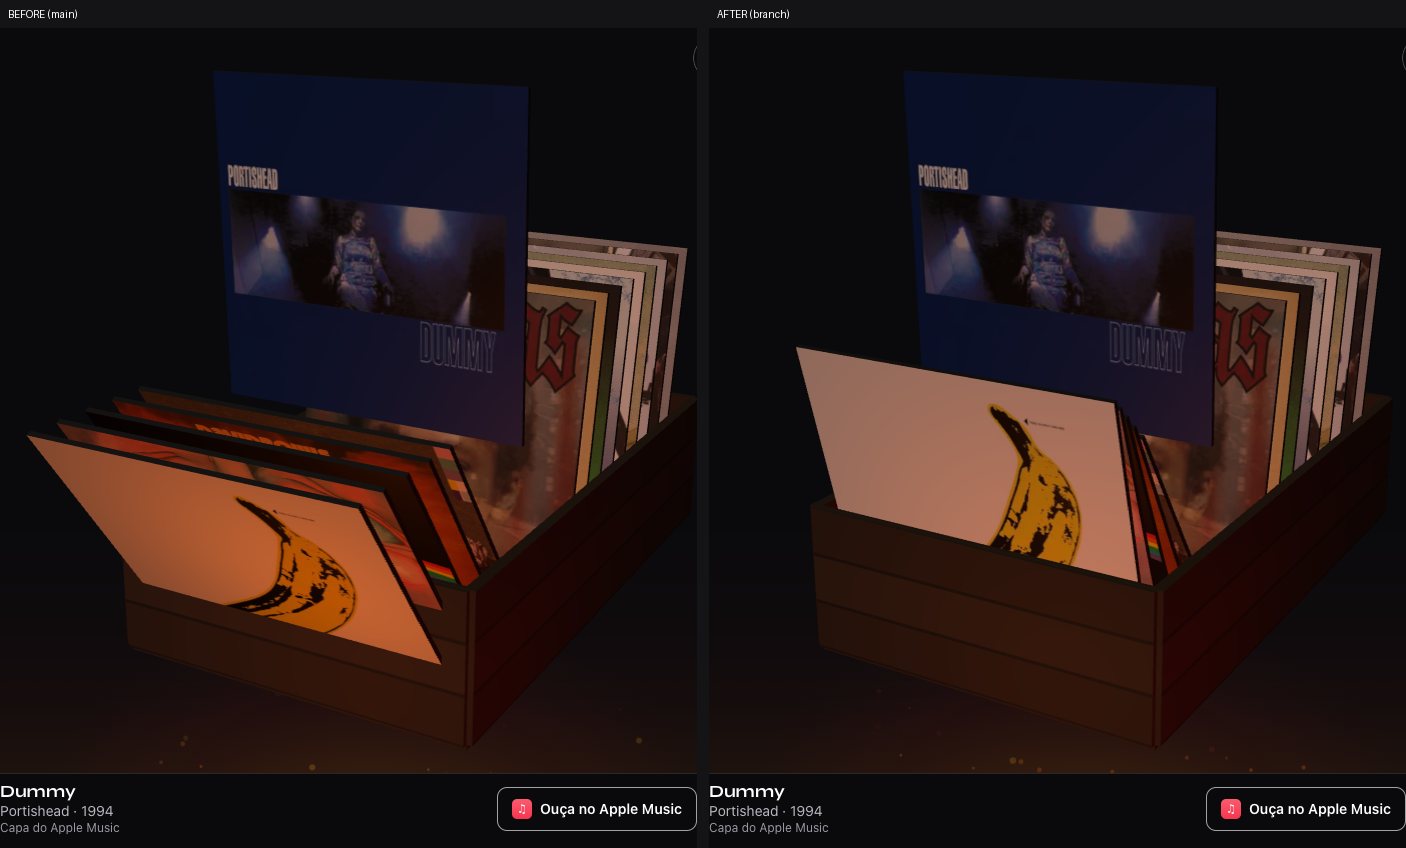 BEFORE (main)
PORTISHEAD
DUMMY
Dummy
Portishead · 1994
Capa do Apple Music
Ouça no Apple Music
AFTER (branch)
PORTISHEAD
DUMMY
Dummy
Portishead · 1994
Capa do Apple Music
Ouça no Apple Music